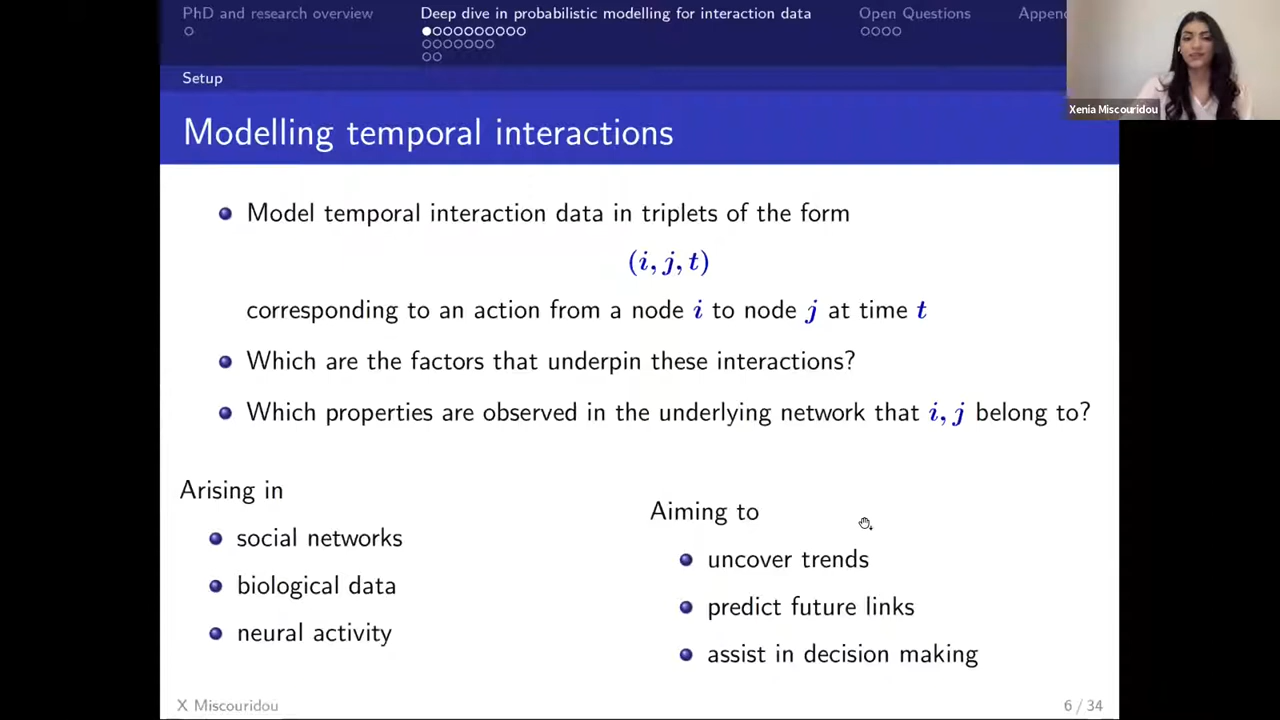 PhD and research overview
Deep dive in probabilistic modelling for interaction data
Open Questions
Appen
Setup
Xenia Miscouridou
Modelling temporal interactions
Model temporal interaction data in triplets of the form
(i, j, t)
corresponding to an action from a node i to node j at time t
Which are the factors that underpin these interactions?
Which properties are observed in the underlying network that i, j belong to?
Arising in
social networks
biological data
neural activity
Aiming to
uncover trends
predict future links
assist in decision making
X Miscouridou
6 / 34